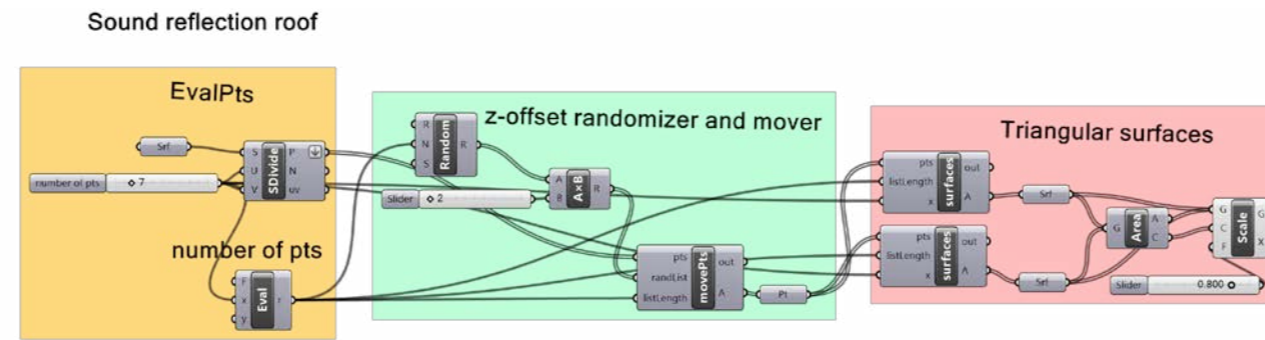 Sound reflection roof
EvalPts
Srf
number of pts
7
S
U
V
SDivide
P
N
uv
number of pts
F
x
y
Eval
r
z-offset randomizer and mover
R
N
S
Random
R
Slider
2
A
B
A×B
R
pts
randList
listLength
movePts
out
A
Pt
Triangular surfaces
pts
listLength
x
surfaces
out
A
Srf
pts
listLength
x
surfaces
out
A
Srf
G
Area
A
C
G
C
F
Scale
G
X
Slider
0.800